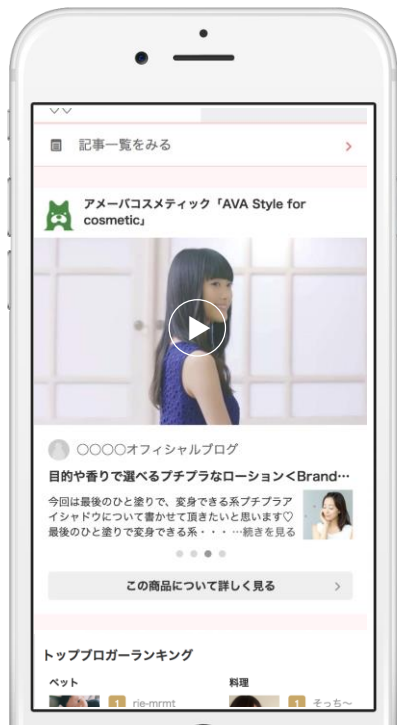 記事一覧をみる
アメーバコスメティック「AVA Style for
cosmetic」
〇〇〇〇オフィシャルブログ
目的や香りで選べるプチプラなローション＜Brand…
今回は最後のひと塗りで、変身できる系プチプラア
イシャドウについて書かせて頂きたいと思います♡
最後のひと塗りで変身できる系・・・…続きを見る
この商品について詳しく見る
トップブロガーランキング
ペット
料理
1 rie-mrmt
1 そっち〜